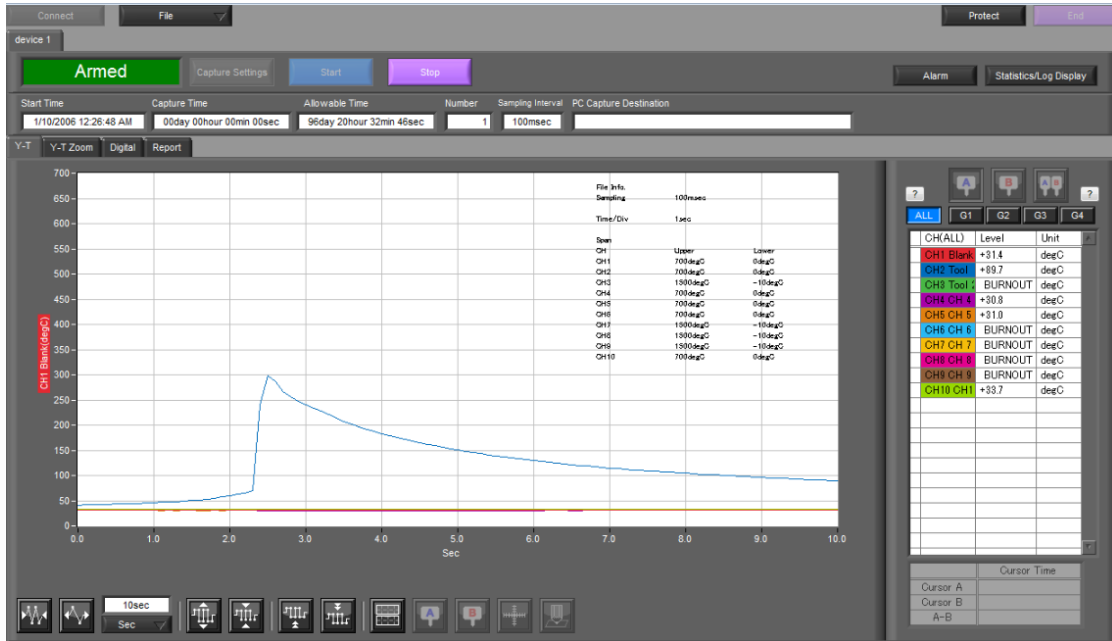 Connect File Protect End
device 1
Armed Capture Settings Start Stop Alarm Statistics/Log Display
Start Time Capture Time Allowable Time Number Sampling Interval PC Capture Destination
1/10/2006 12:26:48 AM 00day 00hour 00min 00sec 96day 20hour 32min 46sec 1 100msec
Y-T Y-T Zoom Digital Report
File Info.
Sampling 100msec
Time/Div 1sec
Span
CH Upper Lower
CH1 700degC 0degC
CH2 700degC 0degC
CH3 1300degC -10degC
CH4 700degC 0degC
CH5 700degC 0degC
CH6 700degC 0degC
CH7 1300degC -10degC
CH8 1300degC -10degC
CH9 1300degC -10degC
CH10 700degC 0degC
CH1 Blank(degC)
700
650
600
550
500
450
400
350
300
250
200
150
100
50
0
0.0 1.0 2.0 3.0 4.0 5.0 6.0 7.0 8.0 9.0 10.0
Sec
10sec
Sec
A B
? A B A B ?
ALL G1 G2 G3 G4
CH(ALL) Level Unit
CH1 Blank +31.4 degC
CH2 Tool +89.7 degC
CH3 Tool BURNOUT degC
CH4 CH 4 +30.8 degC
CH5 CH 5 +31.0 degC
CH6 CH 6 BURNOUT degC
CH7 CH 7 BURNOUT degC
CH8 CH 8 BURNOUT degC
CH9 CH 9 BURNOUT degC
CH10 CH1 +33.7 degC
Cursor Time
Cursor A
Cursor B
A-B